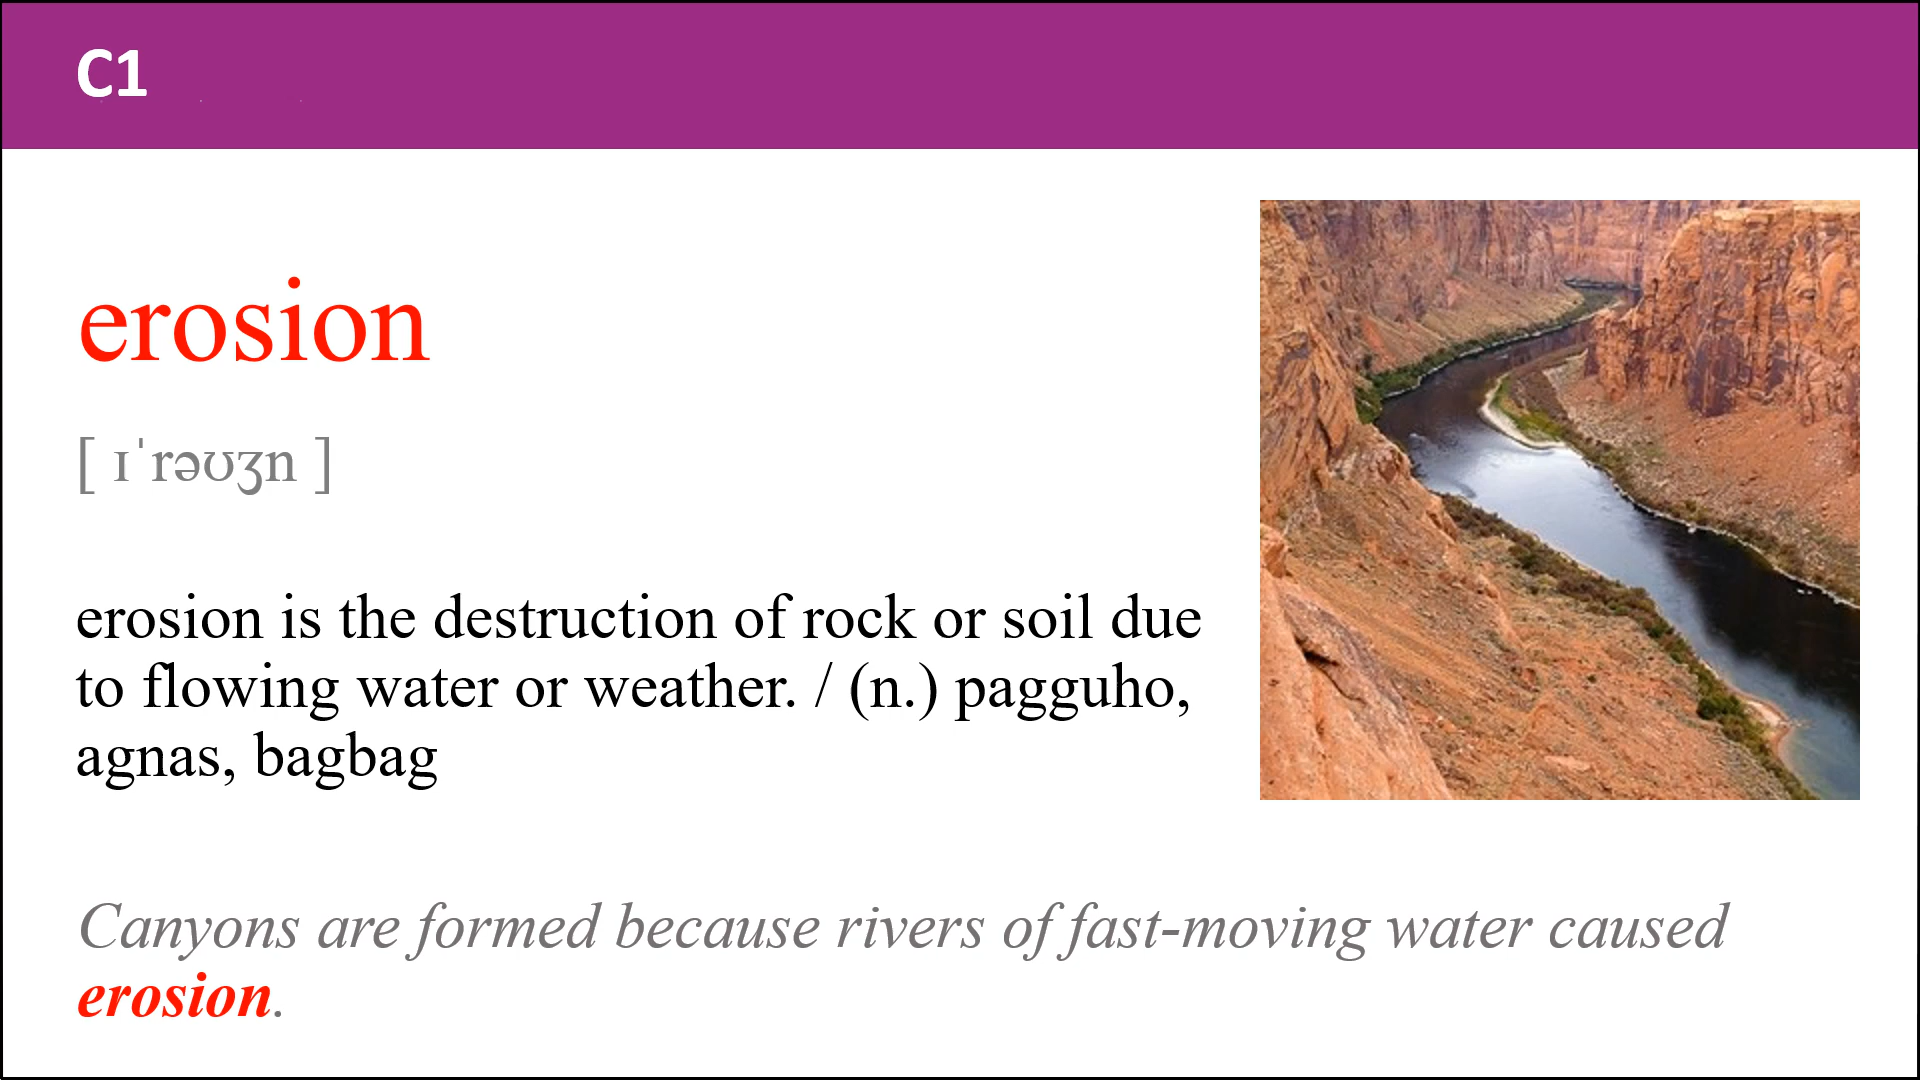 C1
erosion
[ ɪˈrəʊʒn ]
erosion is the destruction of rock or soil due
to flowing water or weather. / (n.) pagguho,
agnas, bagbag
Canyons are formed because rivers of fast-moving water caused
erosion.